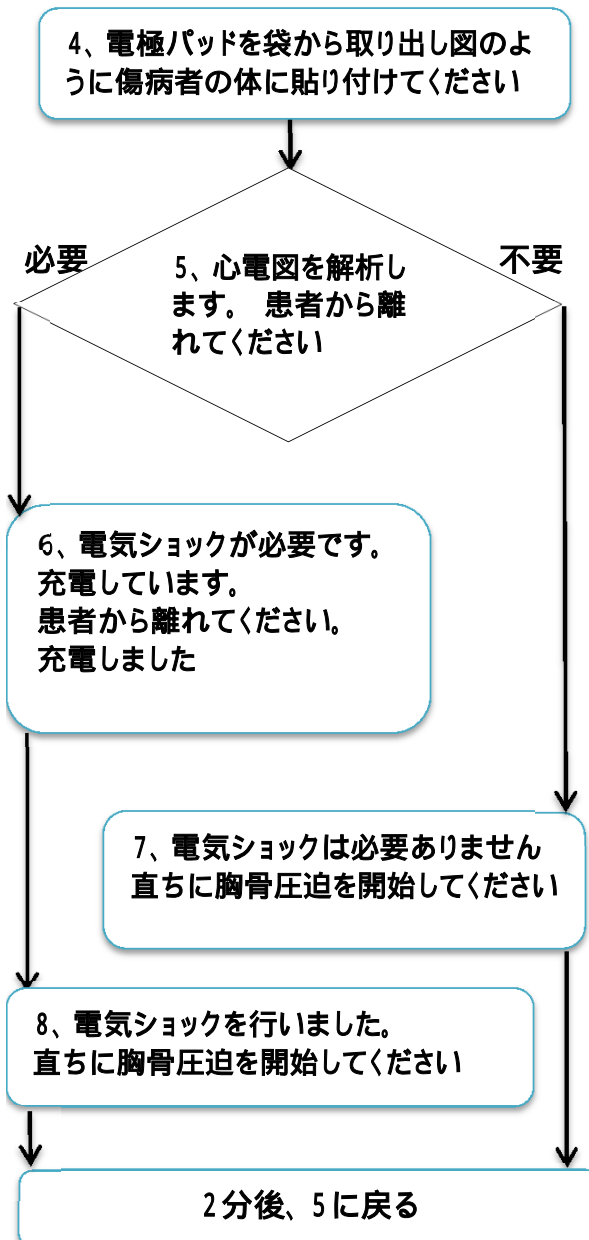 4、電極パッドを袋から取り出し図のよ
うに傷病者の体に貼り付けてください
必要
不要
5、心電図を解析し
ます。 患者から離
れてください
6、電気ショックが必要です。
充電しています。
患者から離れてください。
充電しました
7、電気ショックは必要ありません
直ちに胸骨圧迫を開始してください
8、電気ショックを行いました。
直ちに胸骨圧迫を開始してください
2分後、5に戻る